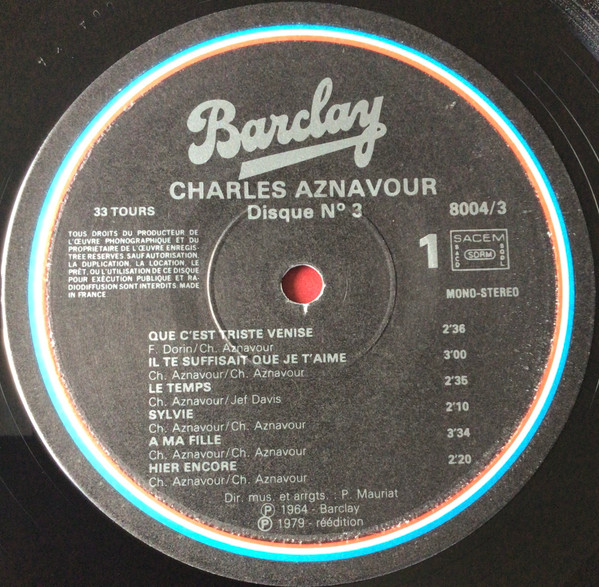 Barclay
CHARLES AZNAVOUR
33 TOURS
Disque Nº 3
8004/3
TOUS DROITS DU PRODUCTEUR DE
L'ŒUVRE PHONOGRAPHIQUE ET DU
PROPRIETAIRE DE L'ŒUVRE ENREGIS-
TREE RESERVES. SAUF AUTORISATION,
LA DUPLICATION, LA LOCATION, LE
PRÊT, OU L'UTILISATION DE CE DISQUE
POUR EXÉCUTION PUBLIQUE ET RA-
DIODIFFUSION SONT INTERDITS. MADE
IN FRANCE
1
SACEM
SACD SDRM SGDL
MONO-STEREO
QUE C'EST TRISTE VENISE 2'36
F. Dorin/Ch. Aznavour
IL TE SUFFISAIT QUE JE T'AIME 3'00
Ch. Aznavour/Ch. Aznavour
LE TEMPS 2'35
Ch. Aznavour/Jef Davis
SYLVIE 2'10
Ch. Aznavour/Ch. Aznavour
A MA FILLE 3'34
Ch. Aznavour/Ch. Aznavour
HIER ENCORE 2'20
Ch. Aznavour/Ch. Aznavour
Dir. mus. et arrgts. : P. Mauriat
℗ 1964 - Barclay
℗ 1979 - réédition